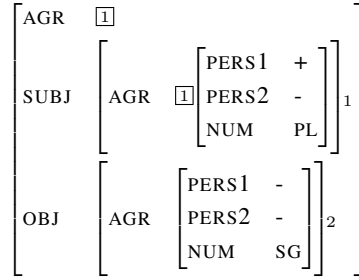 AGR 1
PERS1 +
SUBJ AGR 1 PERS2 - 1
NUM PL
PERS1 -
OBJ AGR PERS2 - 2
NUM SG